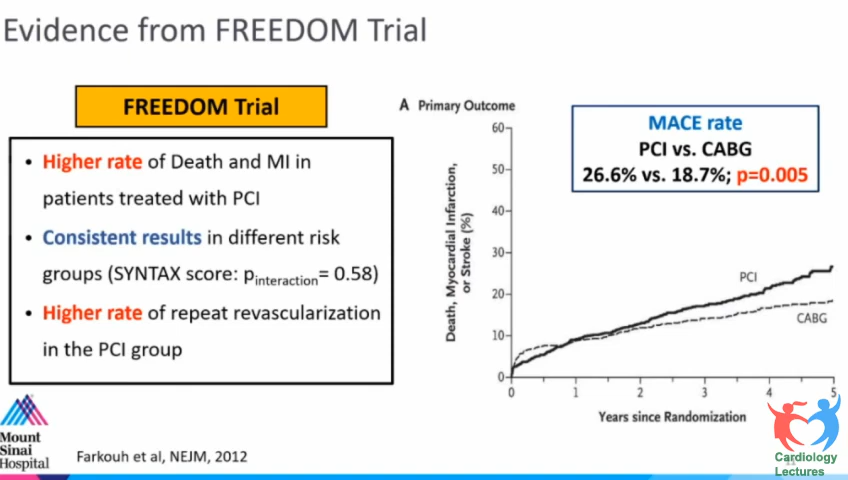 Evidence from FREEDOM Trial
FREEDOM Trial
• Higher rate of Death and MI in
patients treated with PCI
• Consistent results in different risk
groups (SYNTAX score: pinteraction= 0.58)
• Higher rate of repeat revascularization
in the PCI group
A Primary Outcome
MACE rate
PCI vs. CABG
26.6% vs. 18.7%; p=0.005
Death, Myocardial Infarction,
or Stroke (%)
60
50
40
30
20
10
0
PCI
CABG
0 1 2 3 4 5
Years since Randomization
Mount
Sinai
Hospital
Farkouh et al, NEJM, 2012
Cardiology
Lectures